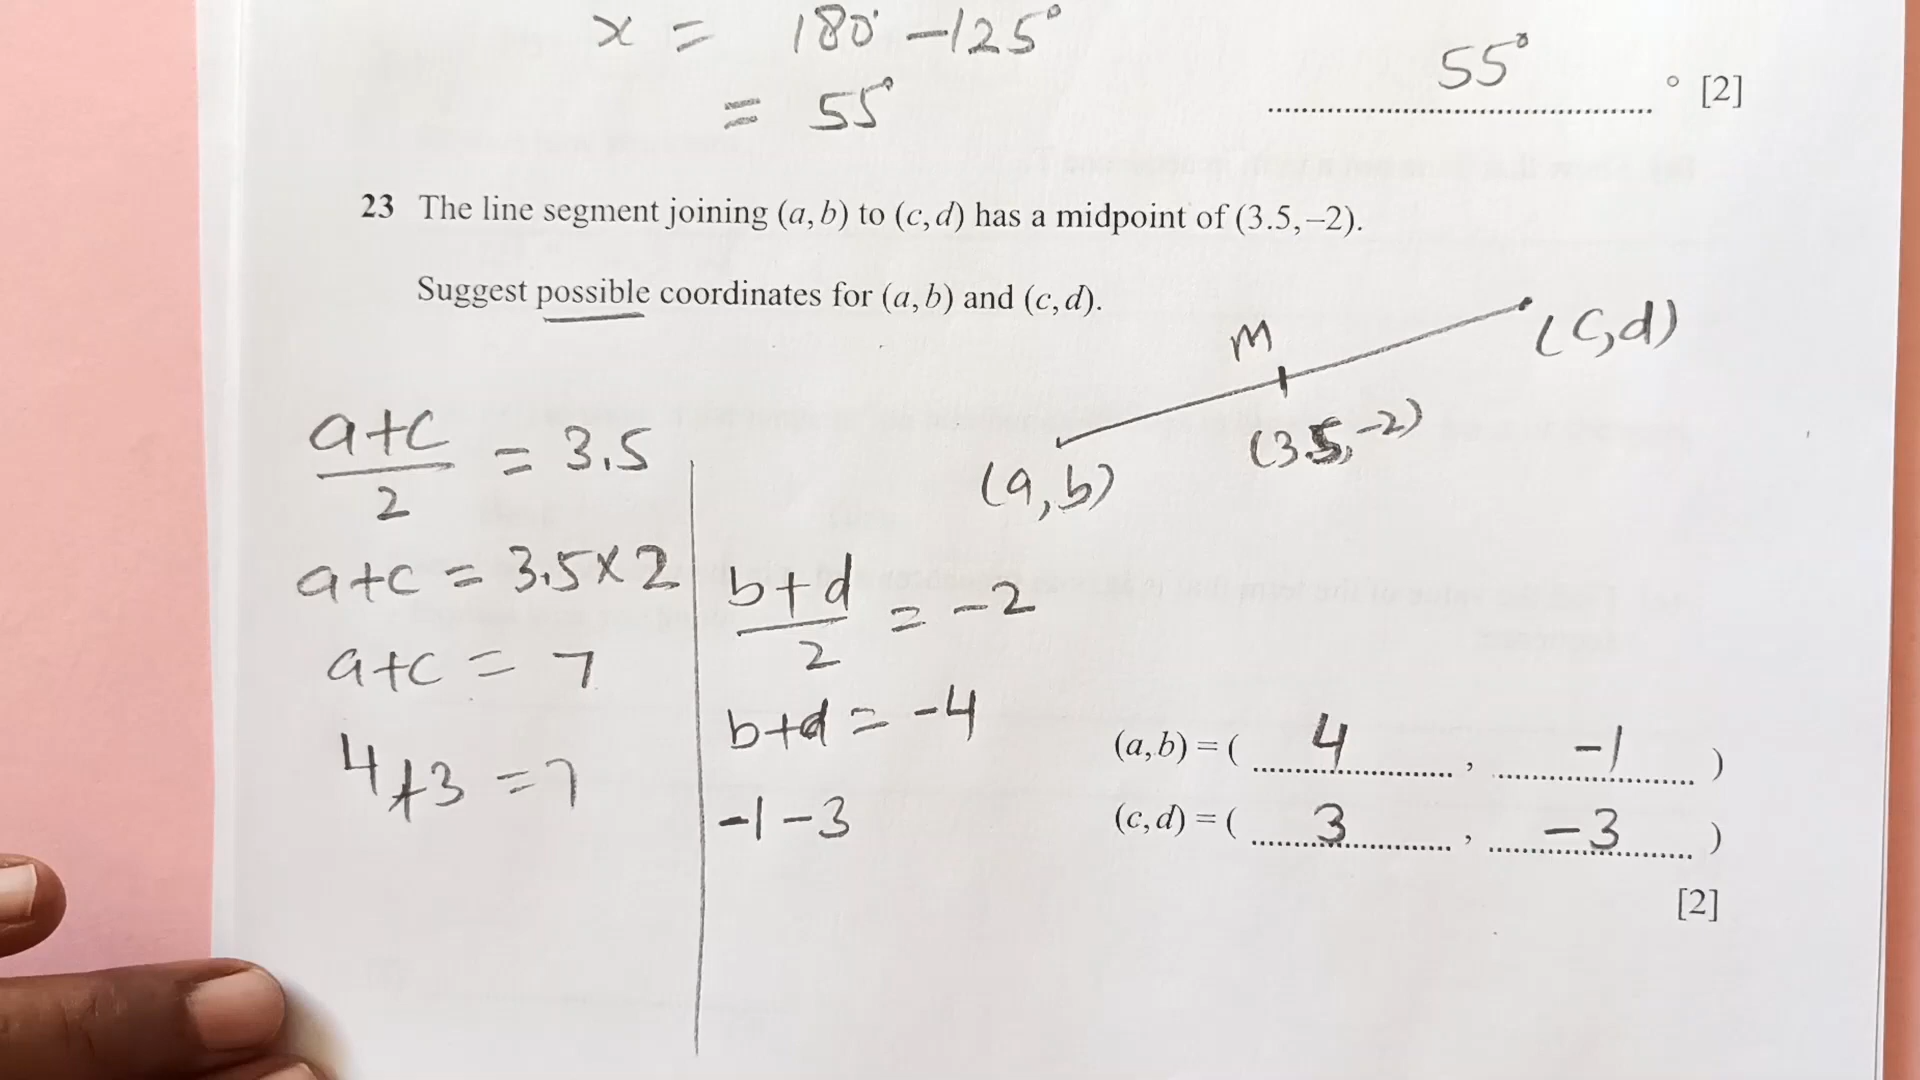 x = 180° -125°
= 55°
55° ° [2]
23 The line segment joining (a, b) to (c, d) has a midpoint of (3.5, –2).
Suggest possible coordinates for (a, b) and (c, d).
M
(c,d)
(3.5, -2)
(a, b)
a+c/2 = 3.5
a+c = 3.5×2
a+c = 7
4+3 = 7
b+d/2 = -2
b+d = -4
-1 -3
(a, b) = ( 4 , -1 )
(c, d) = ( 3 , -3 )
[2]